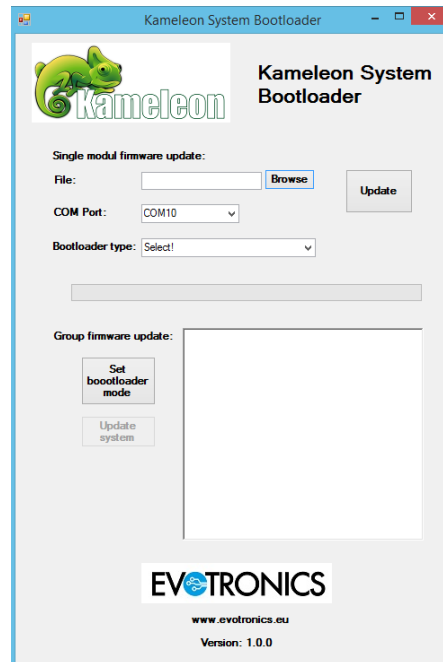 Kameleon System Bootloader
Kameleon
Kameleon System
Bootloader
Single modul firmware update:
File:
Browse
Update
COM Port:
COM10
Bootloader type:
Select!
Group firmware update:
Set
boootloader
mode
Update
system
EVOTRONICS
www.evotronics.eu
Version: 1.0.0